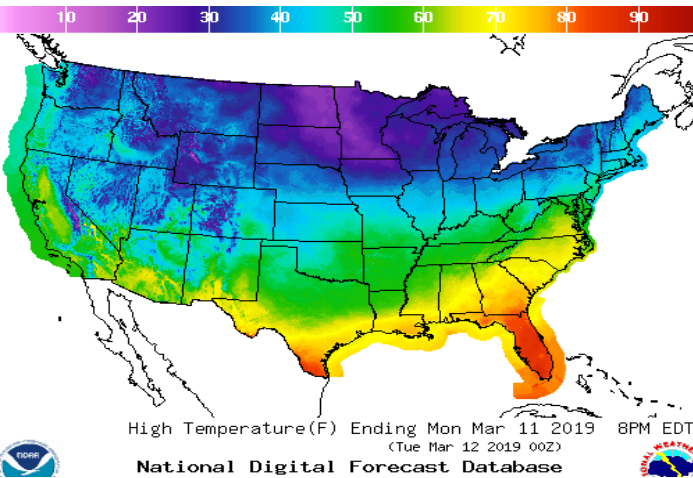 10 20 30 40 50 60 70 80 90
High Temperature(F) Ending Mon Mar 11 2019 8PM EDT
(Tue Mar 12 2019 00Z)
National Digital Forecast Database
NOAA